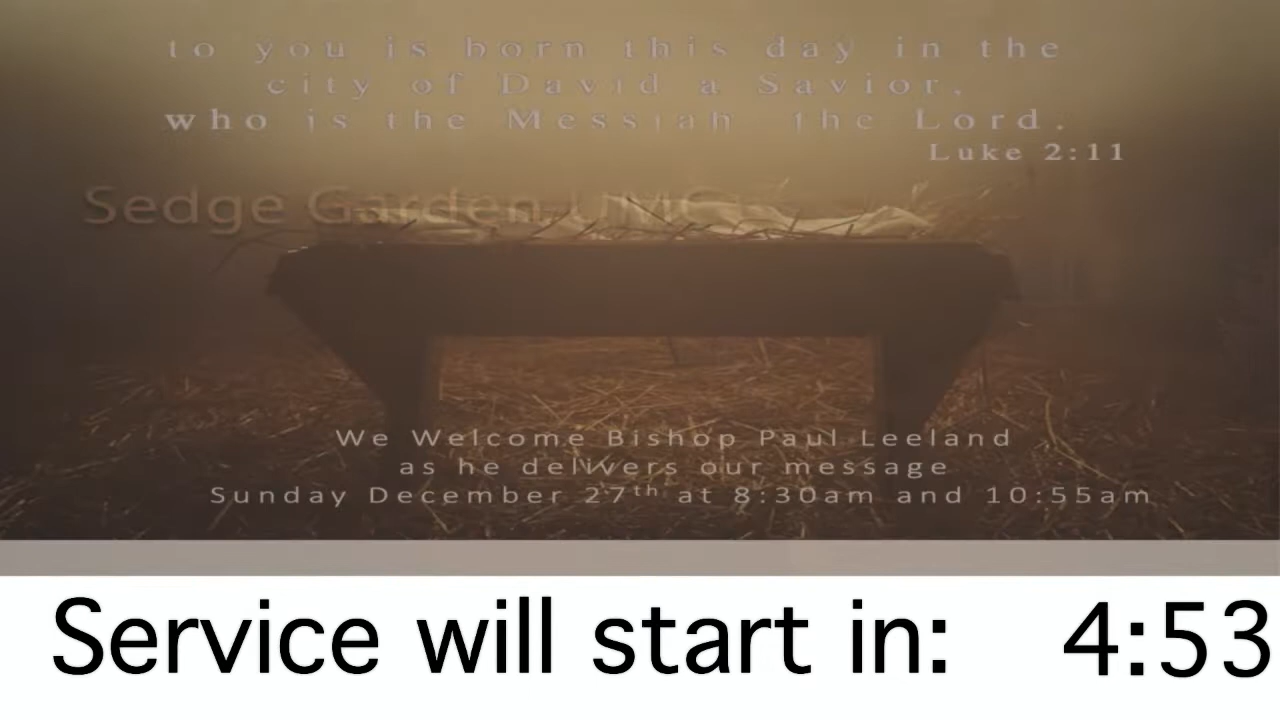 to you is born this day in the
city of David a Savior,
who is the Messiah the Lord.
Luke 2:11
Sedge Garden UMC
We Welcome Bishop Paul Leeland
as he delivers our message
Sunday December 27th at 8:30am and 10:55am
Service will start in: 4:53